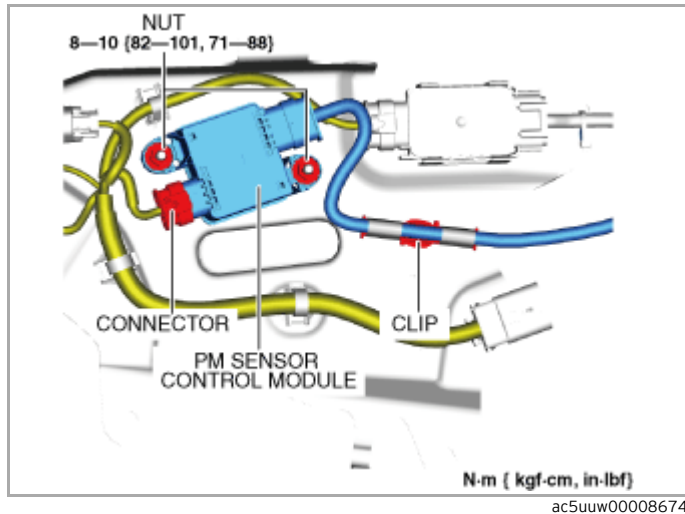 NUT
8—10 {82—101, 71—88}
CONNECTOR
CLIP
PM SENSOR
CONTROL MODULE
N·m { kgf·cm, in·lbf}
ac5uuw00008674